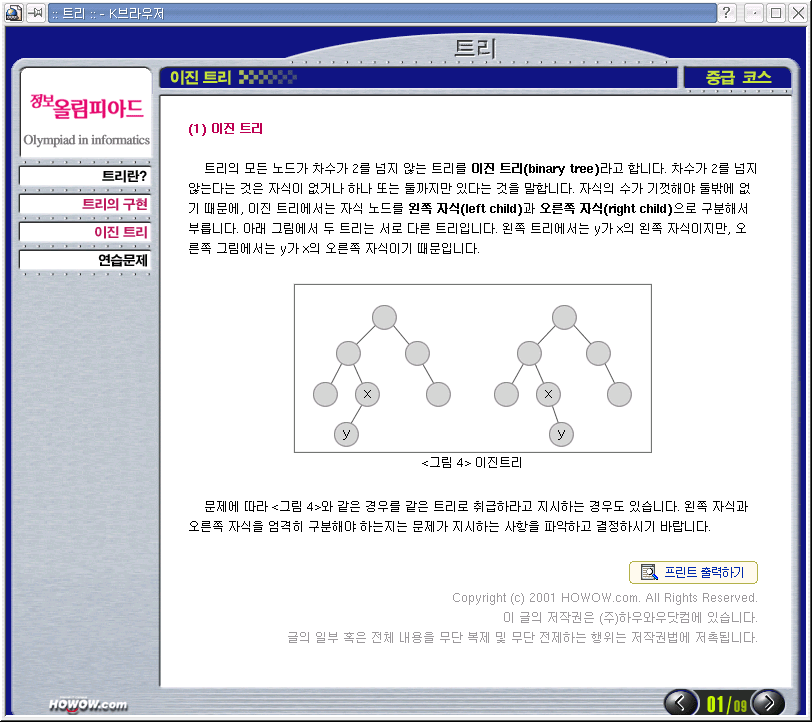 :: 트리 :: - K브라우저
트리
이진 트리
중급 코스
정보올림피아드
Olympiad in informatics
트리란?
트리의 구현
이진 트리
연습문제
(1) 이진 트리
트리의 모든 노드가 차수가 2를 넘지 않는 트리를 이진 트리(binary tree)라고 합니다. 차수가 2를 넘지
않는다는 것은 자식이 없거나 하나 또는 둘까지만 있다는 것을 말합니다. 자식의 수가 기껏해야 둘밖에 없
기 때문에, 이진 트리에서는 자식 노드를 왼쪽 자식(left child)과 오른쪽 자식(right child)으로 구분해서
부릅니다. 아래 그림에서 두 트리는 서로 다른 트리입니다. 왼쪽 트리에서는 y가 x의 왼쪽 자식이지만, 오
른쪽 그림에서는 y가 x의 오른쪽 자식이기 때문입니다.
x
y
x
y
<그림 4> 이진트리
문제에 따라 <그림 4>와 같은 경우를 같은 트리로 취급하라고 지시하는 경우도 있습니다. 왼쪽 자식과
오른쪽 자식을 엄격히 구분해야 하는지는 문제가 지시하는 사항을 파악하고 결정하시기 바랍니다.
프린트 출력하기
Copyright (c) 2001 HOWOW.com. All Rights Reserved.
이 글의 저작권은 (주)하우와우닷컴에 있습니다.
글의 일부 혹은 전체 내용을 무단 복제 및 무단 전제하는 행위는 저작권법에 저촉됩니다.
HOWOW.com
01/09